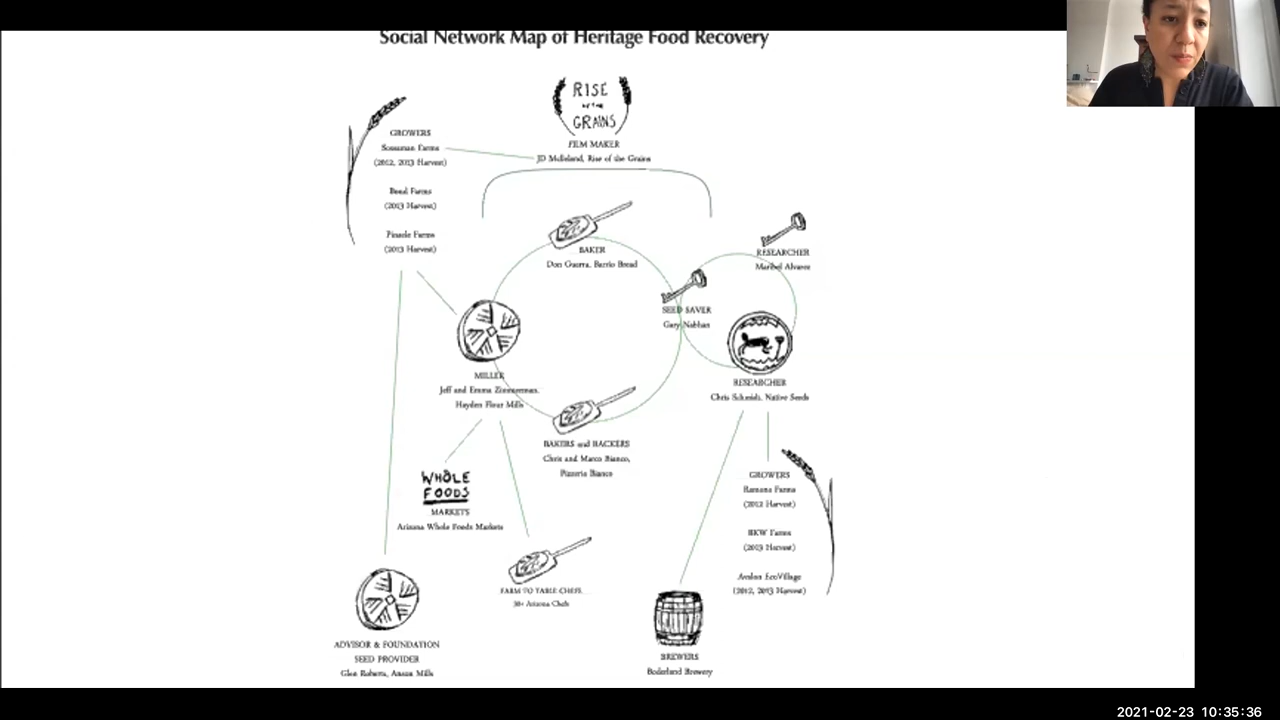 Social Network Map of Heritage Food Recovery
RISE
OF THE
GRAINS
FILM MAKER
JD McLeland, Rise of the Grains
GROWERS
Sossaman Farms
(2012, 2013 Harvest)
Bond Farms
(2013 Harvest)
Pinacle Farms
(2013 Harvest)
BAKER
Don Guerra, Barrio Bread
RESEARCHER
Maribel Alvarez
SEED SAVER
Gary Nabhan
MILLER
Jeff and Emma Zimmerman,
Hayden Flour Mills
RESEARCHER
Chris Schmidt, Native Seeds
BAKERS and BACKERS
Chris and Marco Bianco,
Pizzeria Bianco
WHOLE
FOODS
MARKETS
Arizona Whole Foods Markets
GROWERS
Ramona Farms
(2012 Harvest)
BKW Farms
(2013 Harvest)
Avalon EcoVillage
(2012, 2013 Harvest)
FARM TO TABLE CHEFS
30+ Arizona Chefs
ADVISOR & FOUNDATION
SEED PROVIDER
Glen Roberts, Anson Mills
BREWERS
Boderland Brewery
2021-02-23 10:35:36